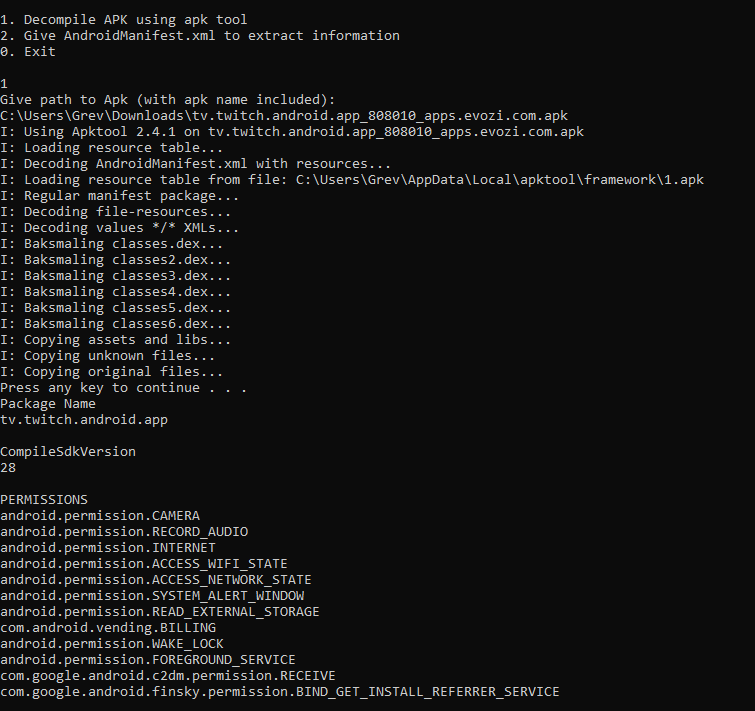 1. Decompile APK using apk tool
2. Give AndroidManifest.xml to extract information
0. Exit
1
Give path to Apk (with apk name included):
C:\Users\Grev\Downloads\tv.twitch.android.app_808010_apps.evozi.com.apk
I: Using Apktool 2.4.1 on tv.twitch.android.app_808010_apps.evozi.com.apk
I: Loading resource table...
I: Decoding AndroidManifest.xml with resources...
I: Loading resource table from file: C:\Users\Grev\AppData\Local\apktool\framework\1.apk
I: Regular manifest package...
I: Decoding file-resources...
I: Decoding values */* XMLs...
I: Baksmaling classes.dex...
I: Baksmaling classes2.dex...
I: Baksmaling classes3.dex...
I: Baksmaling classes4.dex...
I: Baksmaling classes5.dex...
I: Baksmaling classes6.dex...
I: Copying assets and libs...
I: Copying unknown files...
I: Copying original files...
Press any key to continue . . .
Package Name
tv.twitch.android.app
CompileSdkVersion
28
PERMISSIONS
android.permission.CAMERA
android.permission.RECORD_AUDIO
android.permission.INTERNET
android.permission.ACCESS_WIFI_STATE
android.permission.ACCESS_NETWORK_STATE
android.permission.SYSTEM_ALERT_WINDOW
android.permission.READ_EXTERNAL_STORAGE
com.android.vending.BILLING
android.permission.WAKE_LOCK
android.permission.FOREGROUND_SERVICE
com.google.android.c2dm.permission.RECEIVE
com.google.android.finsky.permission.BIND_GET_INSTALL_REFERRER_SERVICE